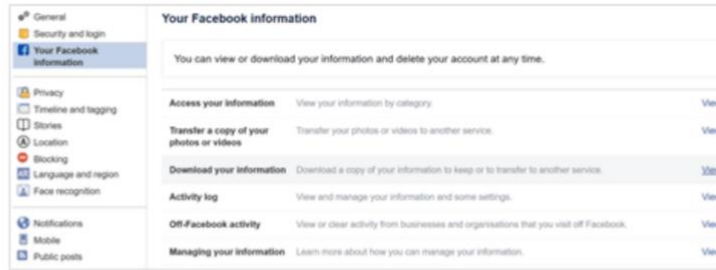 General
Security and login
Your Facebook
information
Privacy
Timeline and tagging
Stories
Location
Blocking
Language and region
Face recognition
Notifications
Mobile
Public posts
Your Facebook information
You can view or download your information and delete your account at any time.
Access your information View your information by category. Vie
Transfer a copy of your
photos or videos Transfer your photos or videos to another service. Vie
Download your information Download a copy of your information to keep or to transfer to another service. Vie
Activity log View and manage your information and some settings. Vie
Off-Facebook activity View or clear activity from businesses and organisations that you visit off Facebook. Vie
Managing your information Learn more about how you can manage your information. Vie